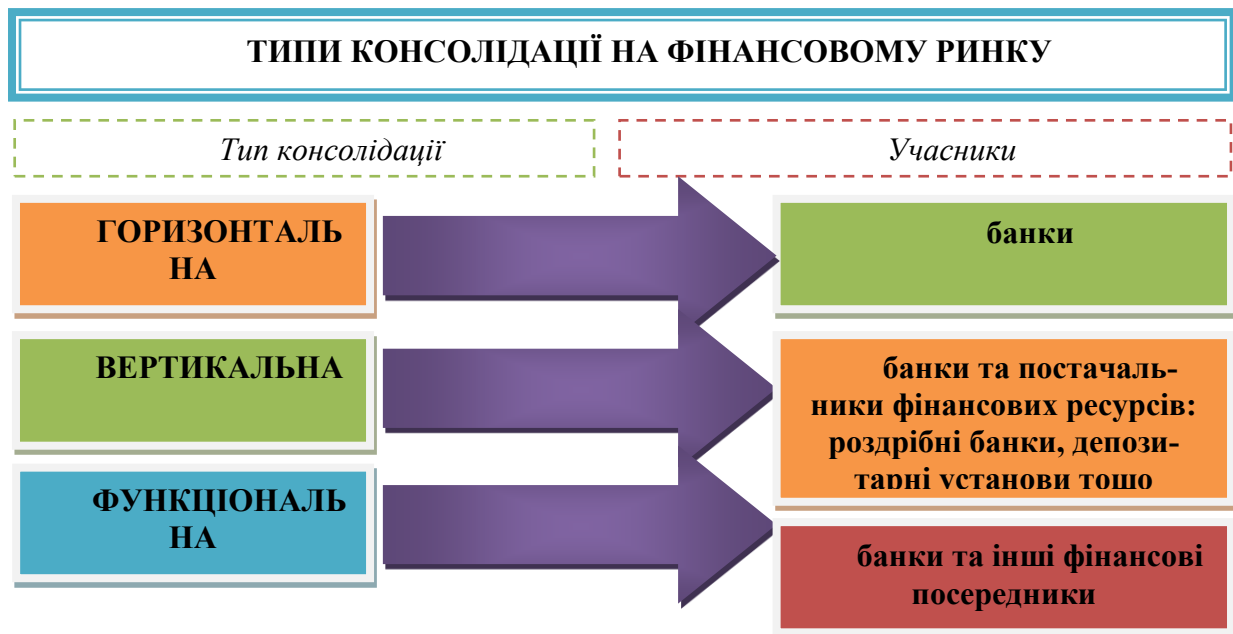 ТИПИ КОНСОЛІДАЦІЇ НА ФІНАНСОВОМУ РИНКУ
Тип консолідації
Учасники
ГОРИЗОНТАЛЬ
НА
банки
ВЕРТИКАЛЬНА
банки та постачаль-
ники фінансових ресурсів:
роздрібні банки, депози-
тарні установи тошо
ФУНКЦІОНАЛЬ
НА
банки та інші фінансові
посередники